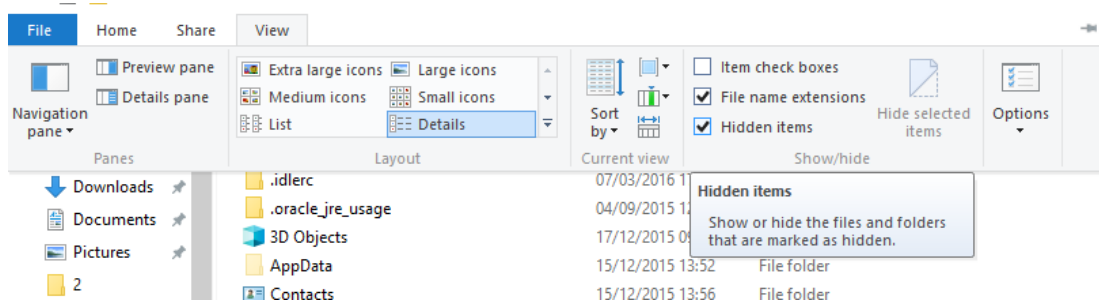 File Home Share View
Navigation pane
Preview pane
Details pane
Panes
Extra large icons Large icons
Medium icons Small icons
List Details
Layout
Sort by
Current view
Item check boxes
File name extensions
Hidden items
Hide selected items
Show/hide
Options
Downloads
Documents
Pictures
2
.idlerc 07/03/2016 1
.oracle_jre_usage 04/09/2015 12
3D Objects 17/12/2015 09
AppData 15/12/2015 13:52 File folder
Contacts 15/12/2015 13:56 File folder
Hidden items
Show or hide the files and folders
that are marked as hidden.